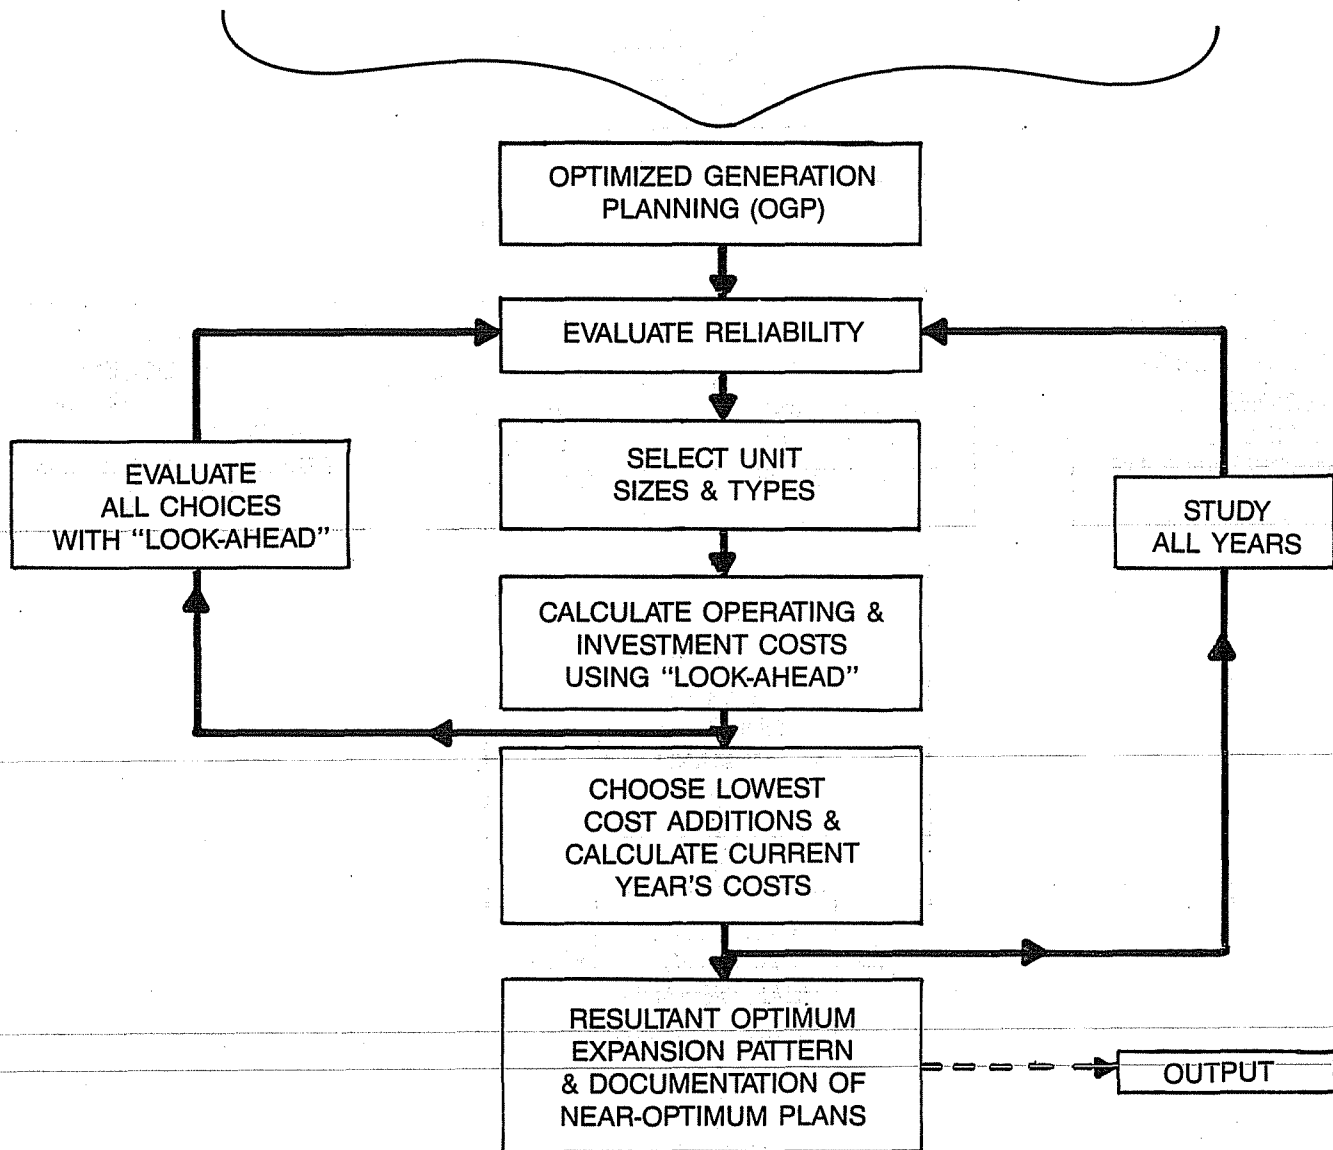 OPTIMIZED GENERATION
PLANNING (OGP)
EVALUATE RELIABILITY
SELECT UNIT
SIZES & TYPES
EVALUATE
ALL CHOICES
WITH “LOOK-AHEAD”
STUDY
ALL YEARS
CALCULATE OPERATING &
INVESTMENT COSTS
USING “LOOK-AHEAD”
CHOOSE LOWEST
COST ADDITIONS &
CALCULATE CURRENT
YEAR'S COSTS
RESULTANT OPTIMUM
EXPANSION PATTERN
& DOCUMENTATION OF
NEAR-OPTIMUM PLANS
OUTPUT